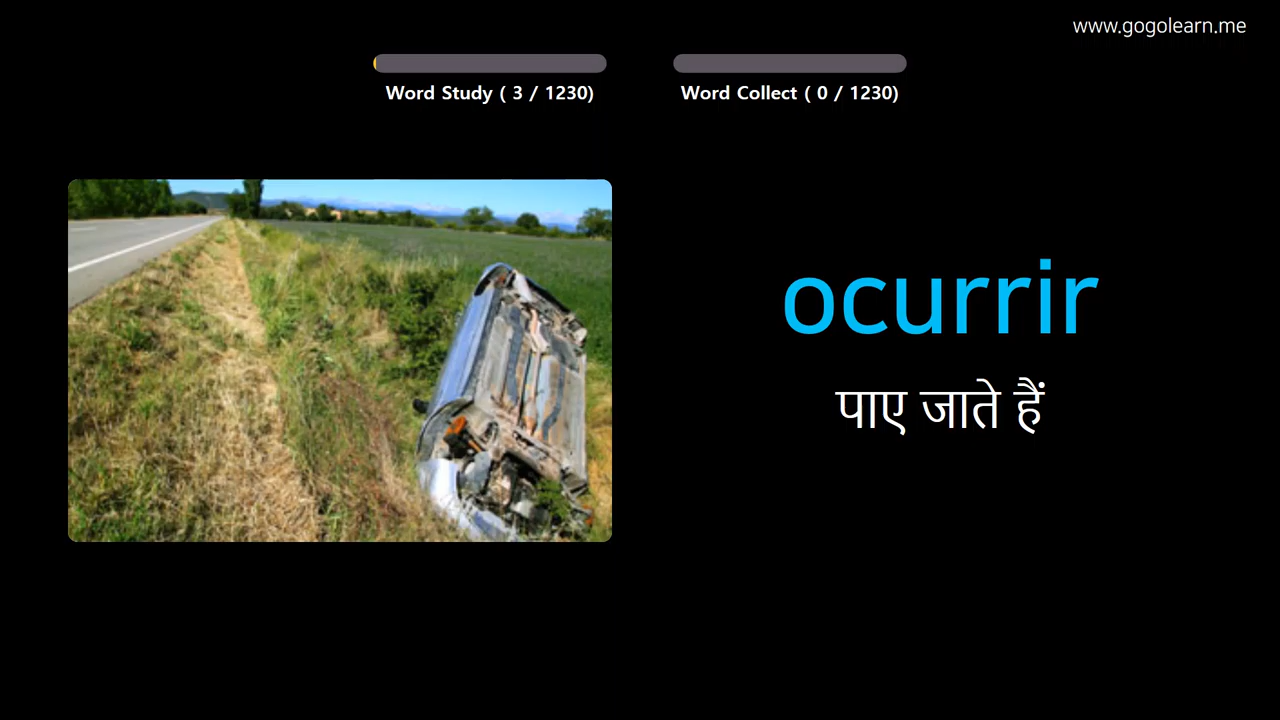 www.gogolearn.me
Word Study ( 3 / 1230)
Word Collect ( 0 / 1230)
ocurrir
पाए जाते हैं